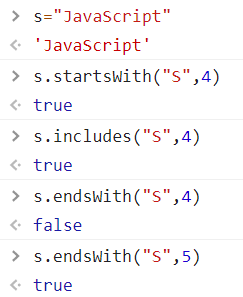 > s="JavaScript"
<· 'JavaScript'
> s.startsWith("S",4)
<· true
> s.includes("S",4)
<· true
> s.endsWith("S",4)
<· false
> s.endsWith("S",5)
<· true